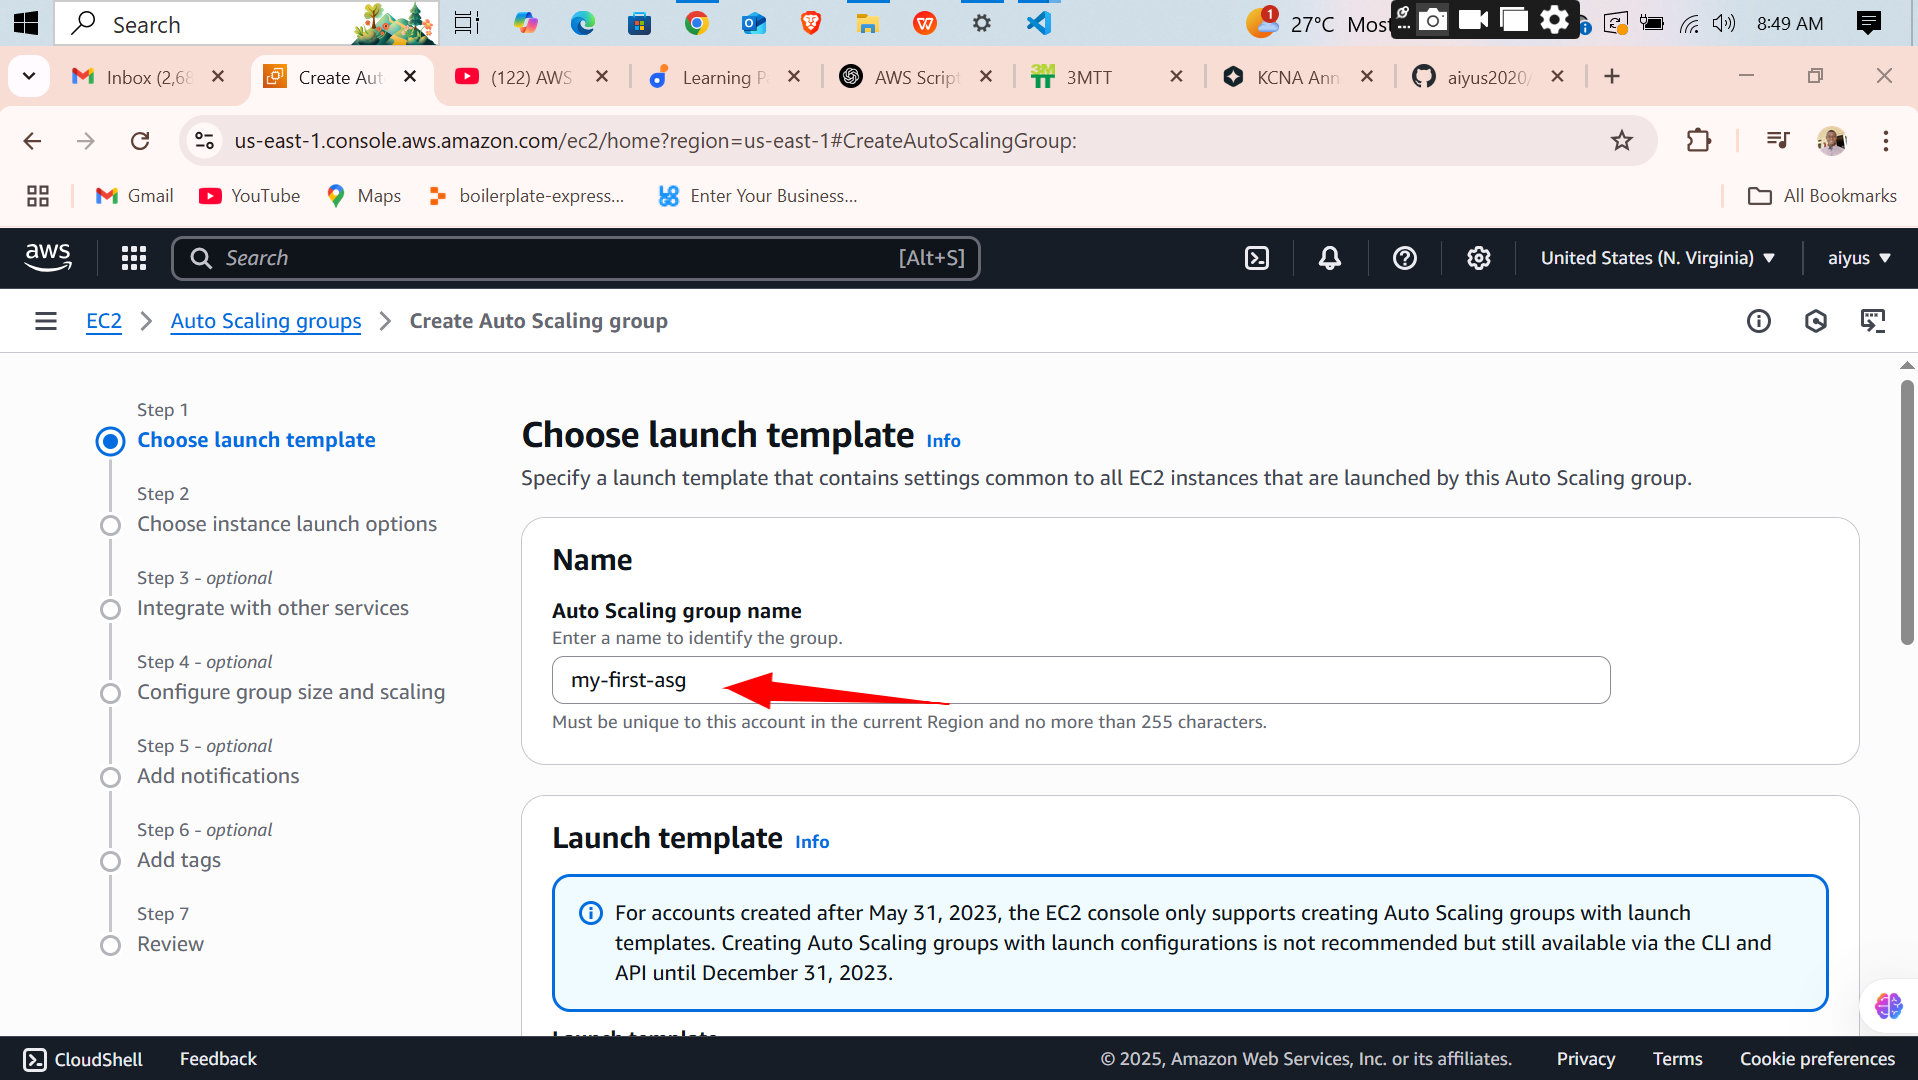 Search
27°C Most
8:49 AM
1
Inbox (2,68
Create Aut
(122) AWS
Learning P
AWS Script
3MTT
KCNA Ann
aiyus2020/
us-east-1.console.aws.amazon.com/ec2/home?region=us-east-1#CreateAutoScalingGroup:
Gmail
YouTube
Maps
boilerplate-express...
Enter Your Business...
All Bookmarks
aws
Search
[Alt+S]
United States (N. Virginia)
aiyus
EC2
Auto Scaling groups
Create Auto Scaling group
Step 1
Choose launch template
Step 2
Choose instance launch options
Step 3 - optional
Integrate with other services
Step 4 - optional
Configure group size and scaling
Step 5 - optional
Add notifications
Step 6 - optional
Add tags
Step 7
Review
Choose launch template Info
Specify a launch template that contains settings common to all EC2 instances that are launched by this Auto Scaling group.
Name
Auto Scaling group name
Enter a name to identify the group.
my-first-asg
Must be unique to this account in the current Region and no more than 255 characters.
Launch template Info
For accounts created after May 31, 2023, the EC2 console only supports creating Auto Scaling groups with launch
templates. Creating Auto Scaling groups with launch configurations is not recommended but still available via the CLI and
API until December 31, 2023.
Launch template
CloudShell
Feedback
© 2025, Amazon Web Services, Inc. or its affiliates.
Privacy
Terms
Cookie preferences